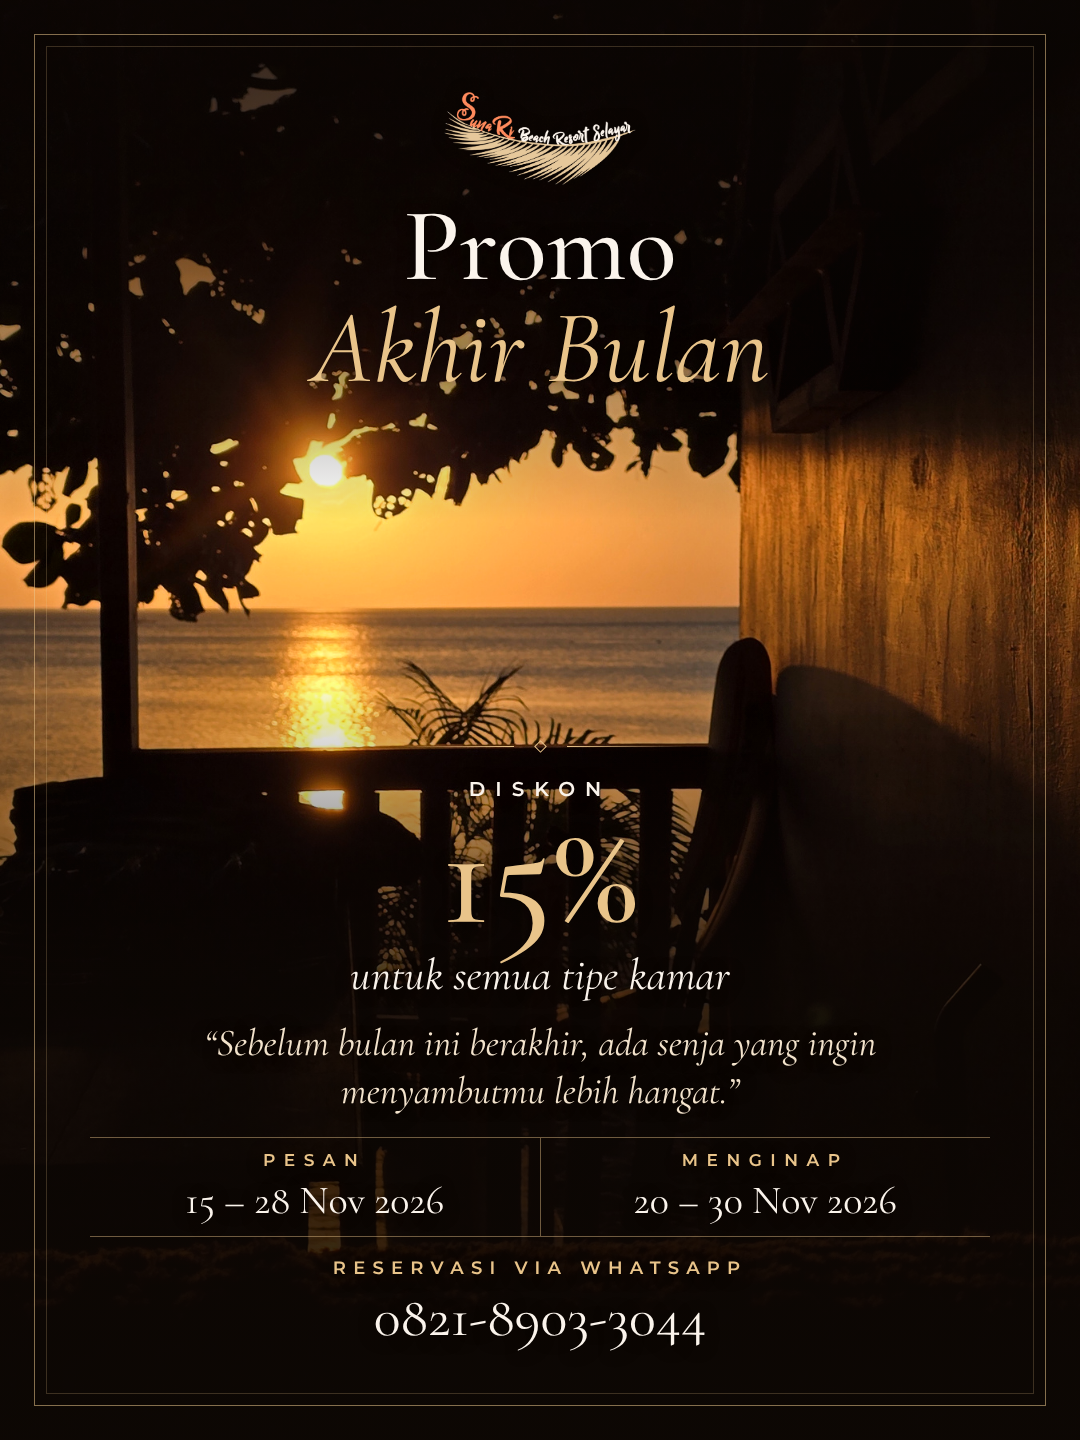 SunaRi Beach Resort Selayar
Promo
Akhir Bulan
DISKON
15%
untuk semua tipe kamar
“Sebelum bulan ini berakhir, ada senja yang ingin
menyambutmu lebih hangat.”
PESAN
15 – 28 Nov 2026
MENGINAP
20 – 30 Nov 2026
RESERVASI VIA WHATSAPP
0821-8903-3044